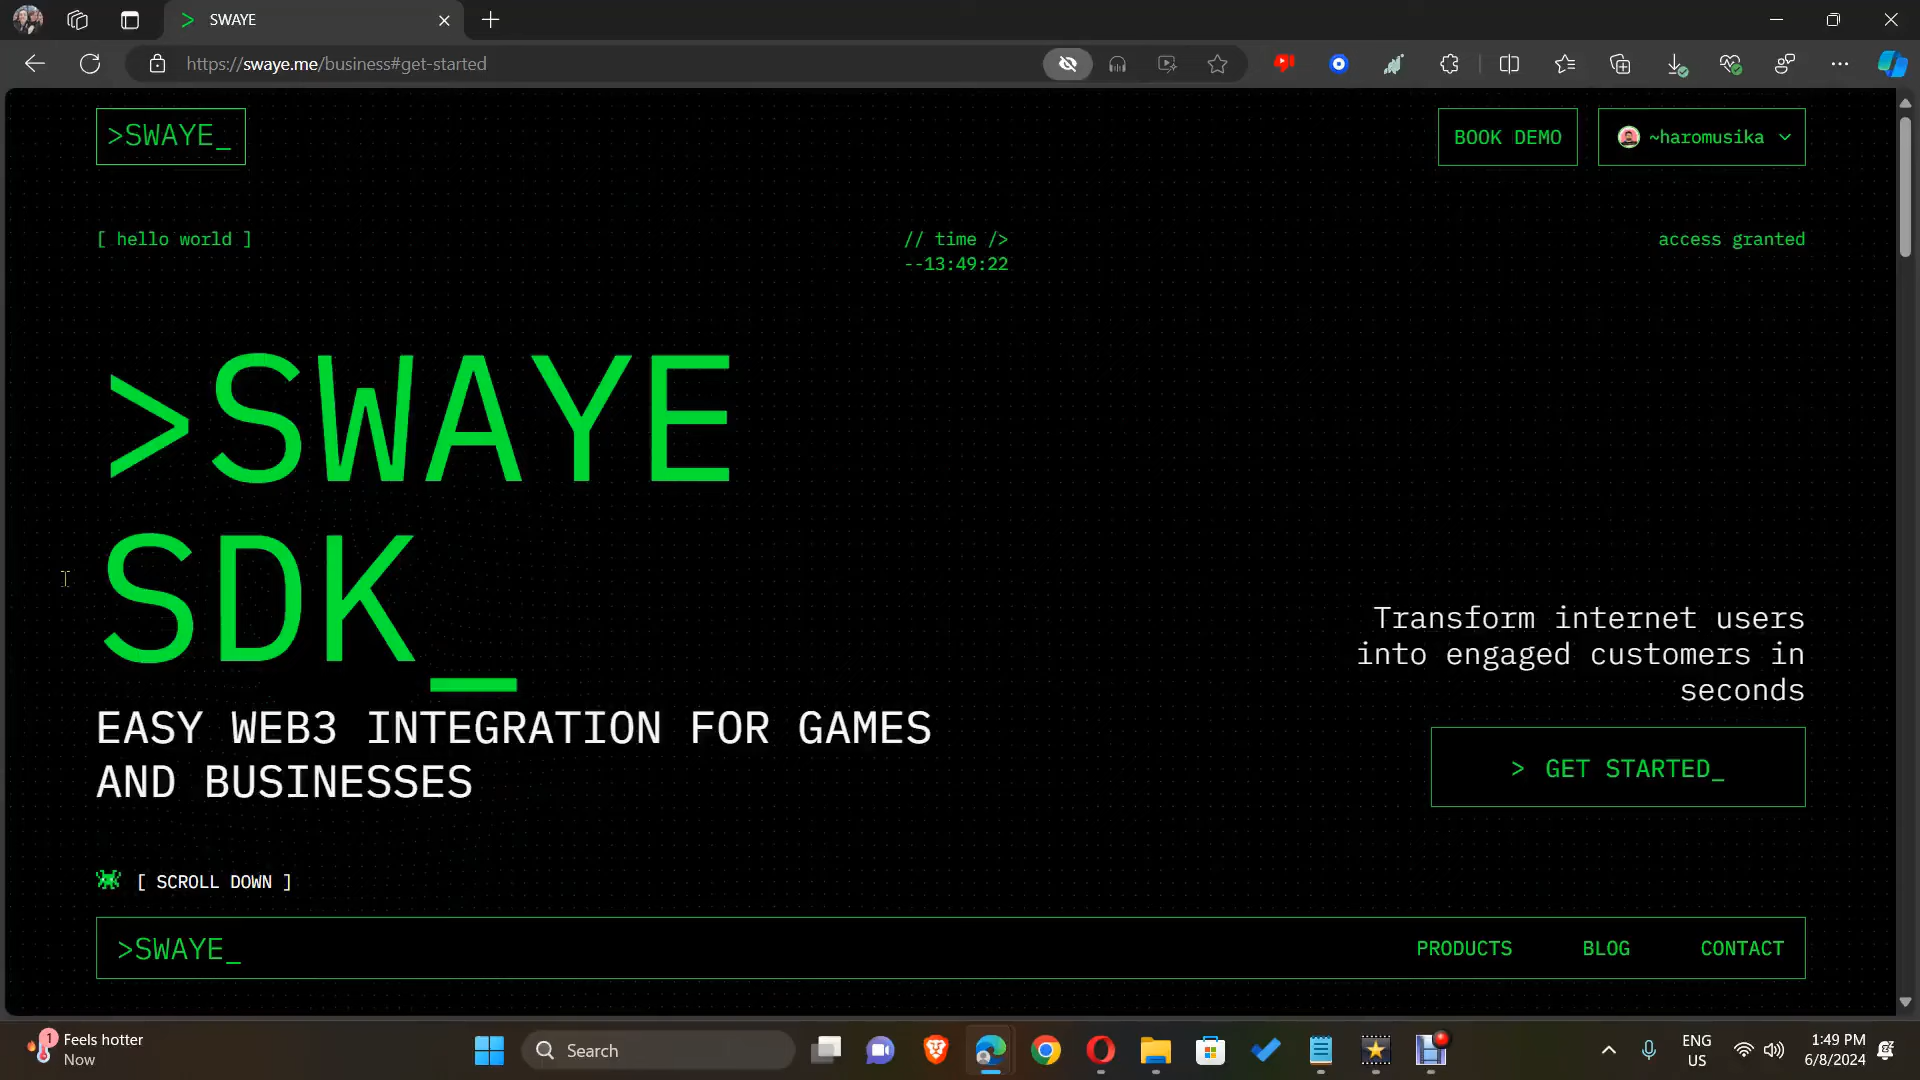 > SWAYE
https://swaye.me/business#get-started
>SWAYE_
BOOK DEMO
~haromusika
[ hello world ]
// time />
--13:49:22
access granted
>SWAYE
SDK_
EASY WEB3 INTEGRATION FOR GAMES
AND BUSINESSES
Transform internet users
into engaged customers in
seconds
> GET STARTED_
[ SCROLL DOWN ]
>SWAYE_
PRODUCTS
BLOG
CONTACT
1
Feels hotter
Now
Search
ENG
US
1:49 PM
6/8/2024